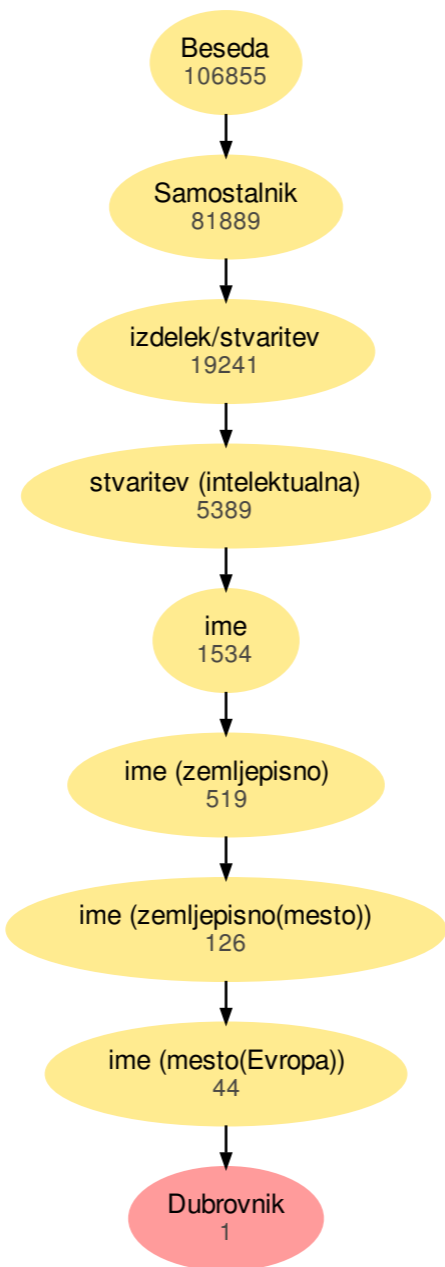 Beseda
106855
Samostalnik
81889
izdelek/stvaritev
19241
stvaritev (intelektualna)
5389
ime
1534
ime (zemljepisno)
519
ime (zemljepisno(mesto))
126
ime (mesto(Evropa))
44
Dubrovnik
1